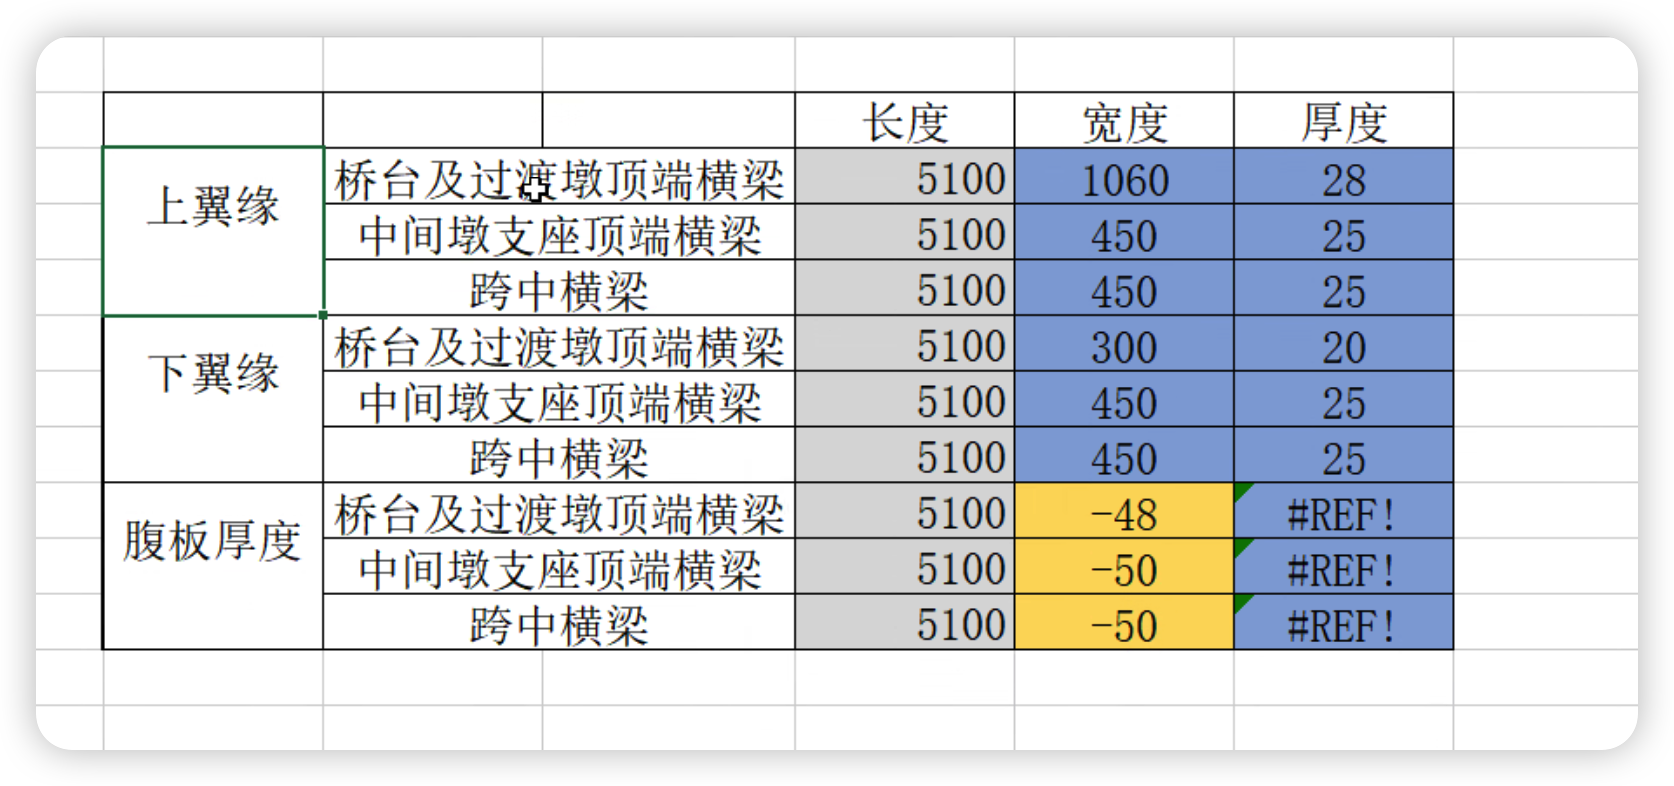 长度 宽度 厚度
上翼缘 桥台及过渡墩顶端横梁 5100 1060 28
中间墩支座顶端横梁 5100 450 25
跨中横梁 5100 450 25
下翼缘 桥台及过渡墩顶端横梁 5100 300 20
中间墩支座顶端横梁 5100 450 25
跨中横梁 5100 450 25
腹板厚度 桥台及过渡墩顶端横梁 5100 -48 #REF!
中间墩支座顶端横梁 5100 -50 #REF!
跨中横梁 5100 -50 #REF!